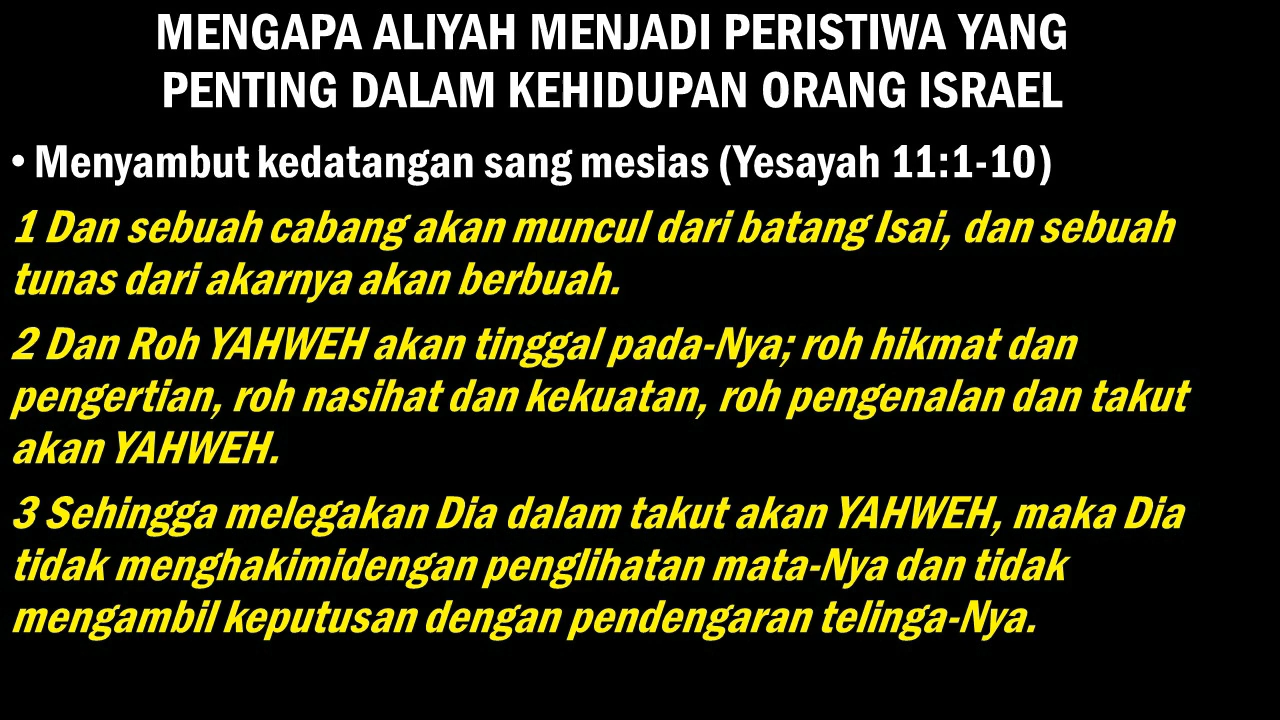 MENGAPA ALIYAH MENJADI PERISTIWA YANG
PENTING DALAM KEHIDUPAN ORANG ISRAEL
• Menyambut kedatangan sang mesias (Yesayah 11:1-10)
1 Dan sebuah cabang akan muncul dari batang Isai, dan sebuah
tunas dari akarnya akan berbuah.
2 Dan Roh YAHWEH akan tinggal pada-Nya; roh hikmat dan
pengertian, roh nasihat dan kekuatan, roh pengenalan dan takut
akan YAHWEH.
3 Sehingga melegakan Dia dalam takut akan YAHWEH, maka Dia
tidak menghakimidengan penglihatan mata-Nya dan tidak
mengambil keputusan dengan pendengaran telinga-Nya.